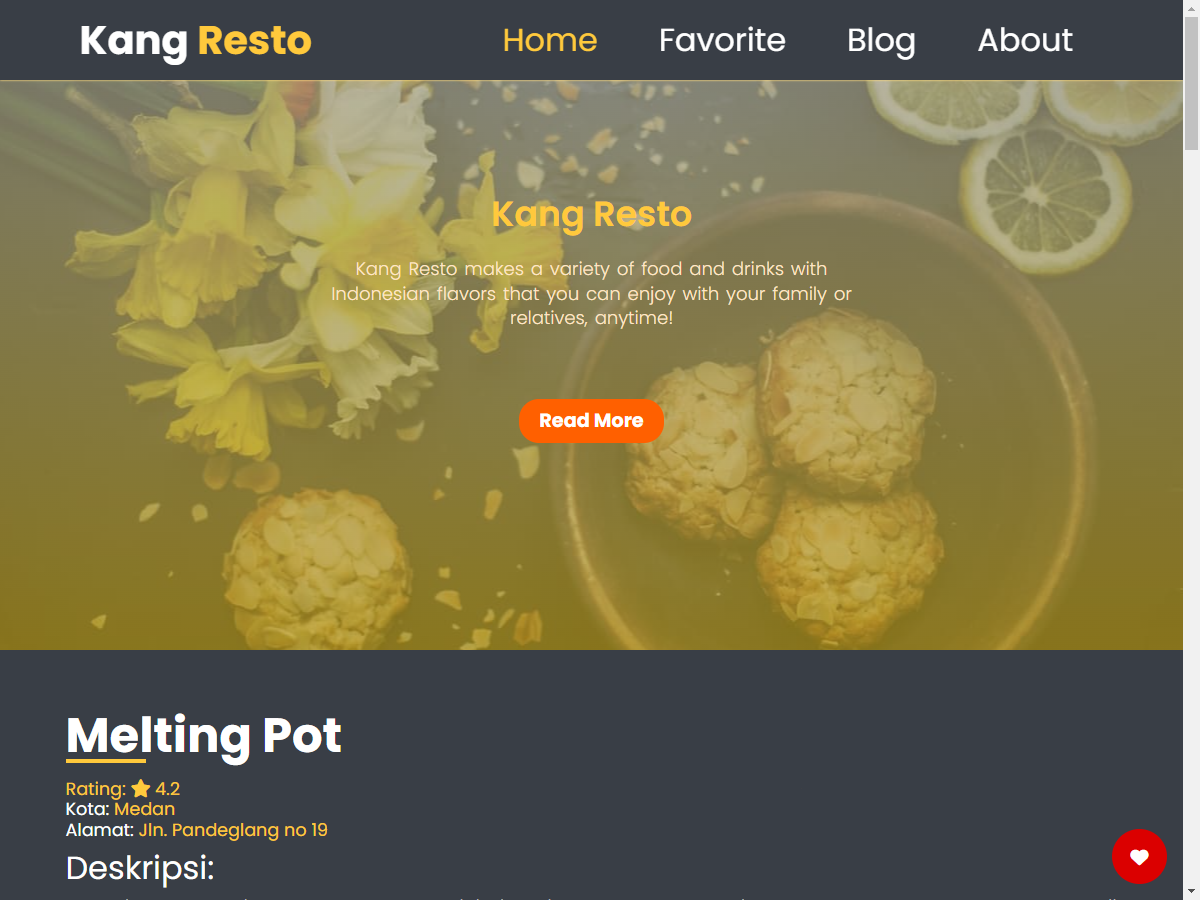 Kang Resto
Home
Favorite
Blog
About
Kang Resto
Kang Resto makes a variety of food and drinks with
Indonesian flavors that you can enjoy with your family or
relatives, anytime!
Read More
Melting Pot
Rating: 4.2
Kota: Medan
Alamat: Jln. Pandeglang no 19
Deskripsi: